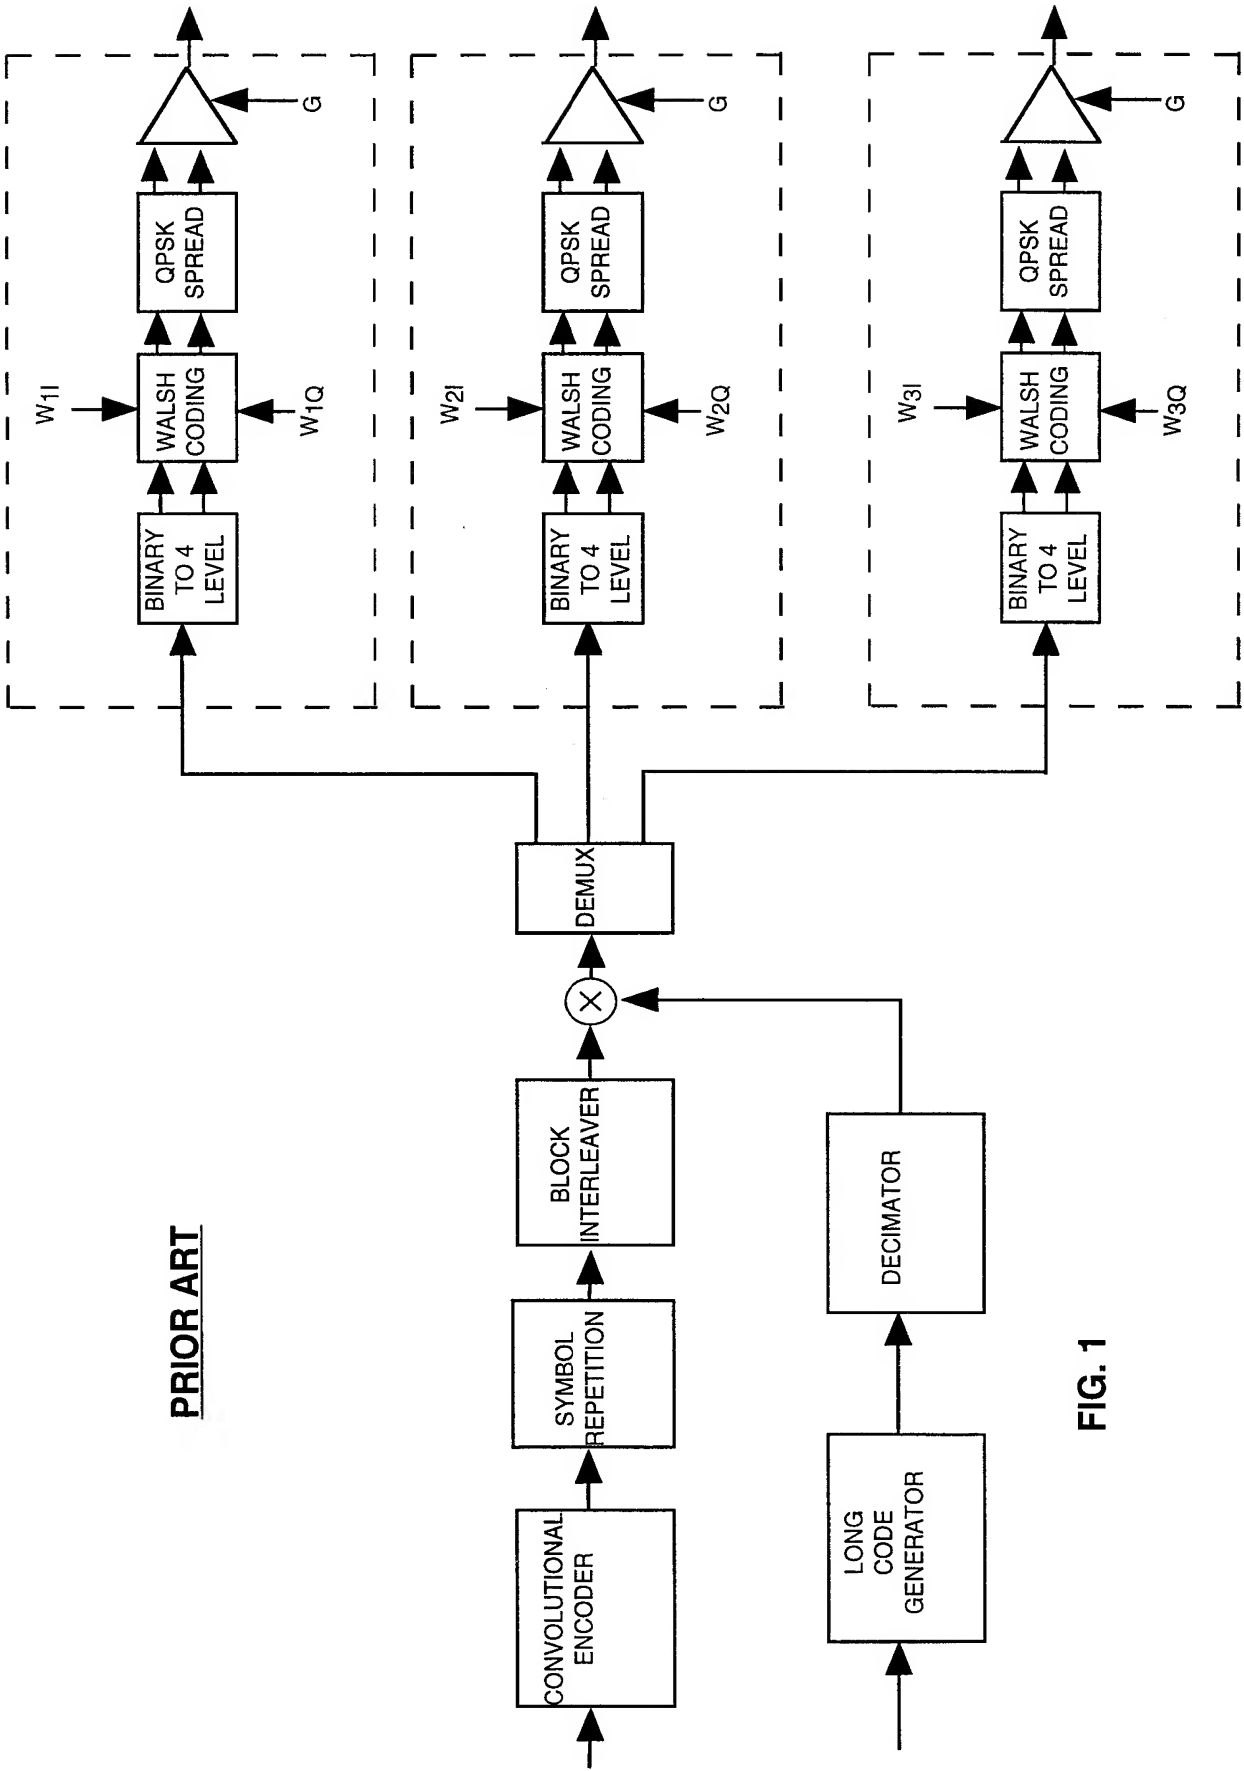 PRIOR ART
CONVOLUTIONAL
ENCODER
SYMBOL
REPETITION
BLOCK
INTERLEAVER
X
DEMUX
LONG
CODE
GENERATOR
DECIMATOR
BINARY
TO 4
LEVEL
W1I
WALSH
CODING
W1Q
QPSK
SPREAD
G
BINARY
TO 4
LEVEL
W2I
WALSH
CODING
W2Q
QPSK
SPREAD
G
BINARY
TO 4
LEVEL
W3I
WALSH
CODING
W3Q
QPSK
SPREAD
G
FIG. 1